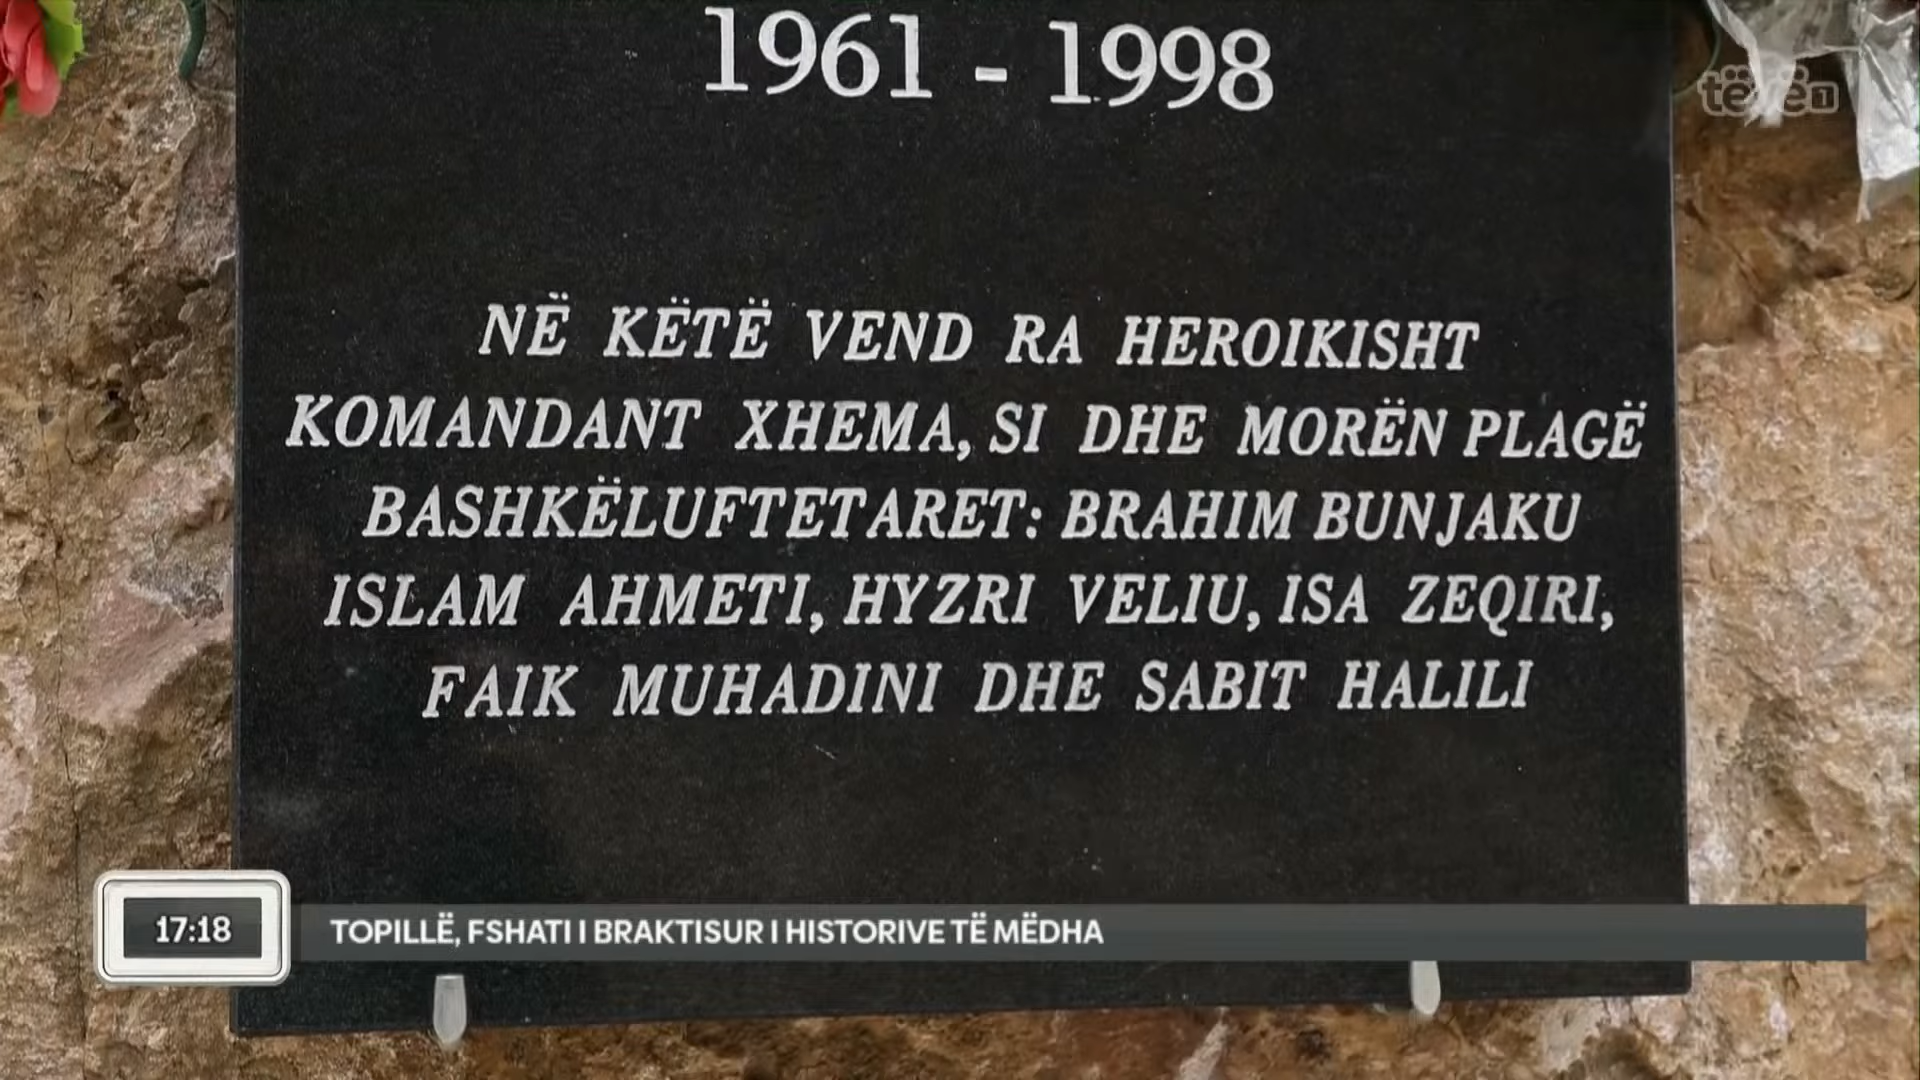 1961 - 1998
tëvë1
NË KËTË VEND RA HEROIKISHT
KOMANDANT XHEMA, SI DHE MORËN PLAGË
BASHKËLUFTETARET: BRAHIM BUNJAKU
ISLAM AHMETI, HYZRI VELIU, ISA ZEQIRI,
FAIK MUHADINI DHE SABIT HALILI
17:18
TOPILLË, FSHATI I BRAKTISUR I HISTORIVE TË MËDHA